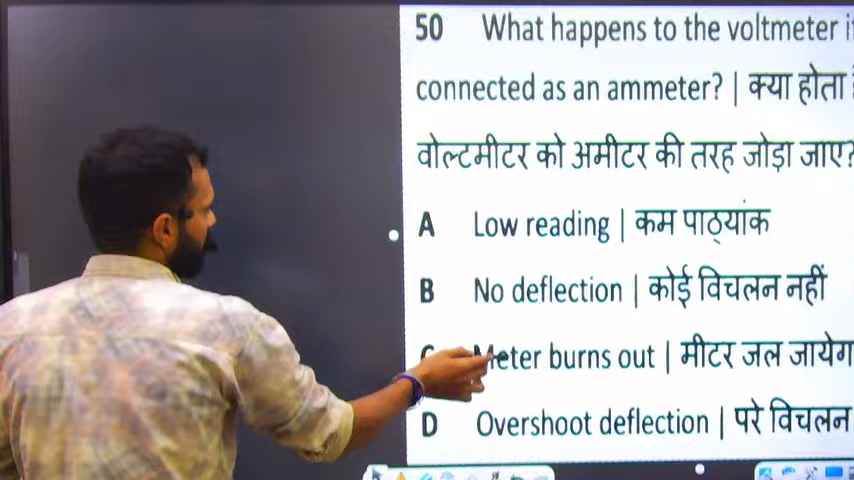 50 What happens to the voltmeter
connected as an ammeter? | क्या होता
वोल्टमीटर को अमीटर की तरह जोड़ा जाए?
A Low reading | कम पाठ्यांक
B No deflection | कोई विचलन नहीं
C Meter burns out | मीटर जल
D Overshoot deflection | परे विचलन